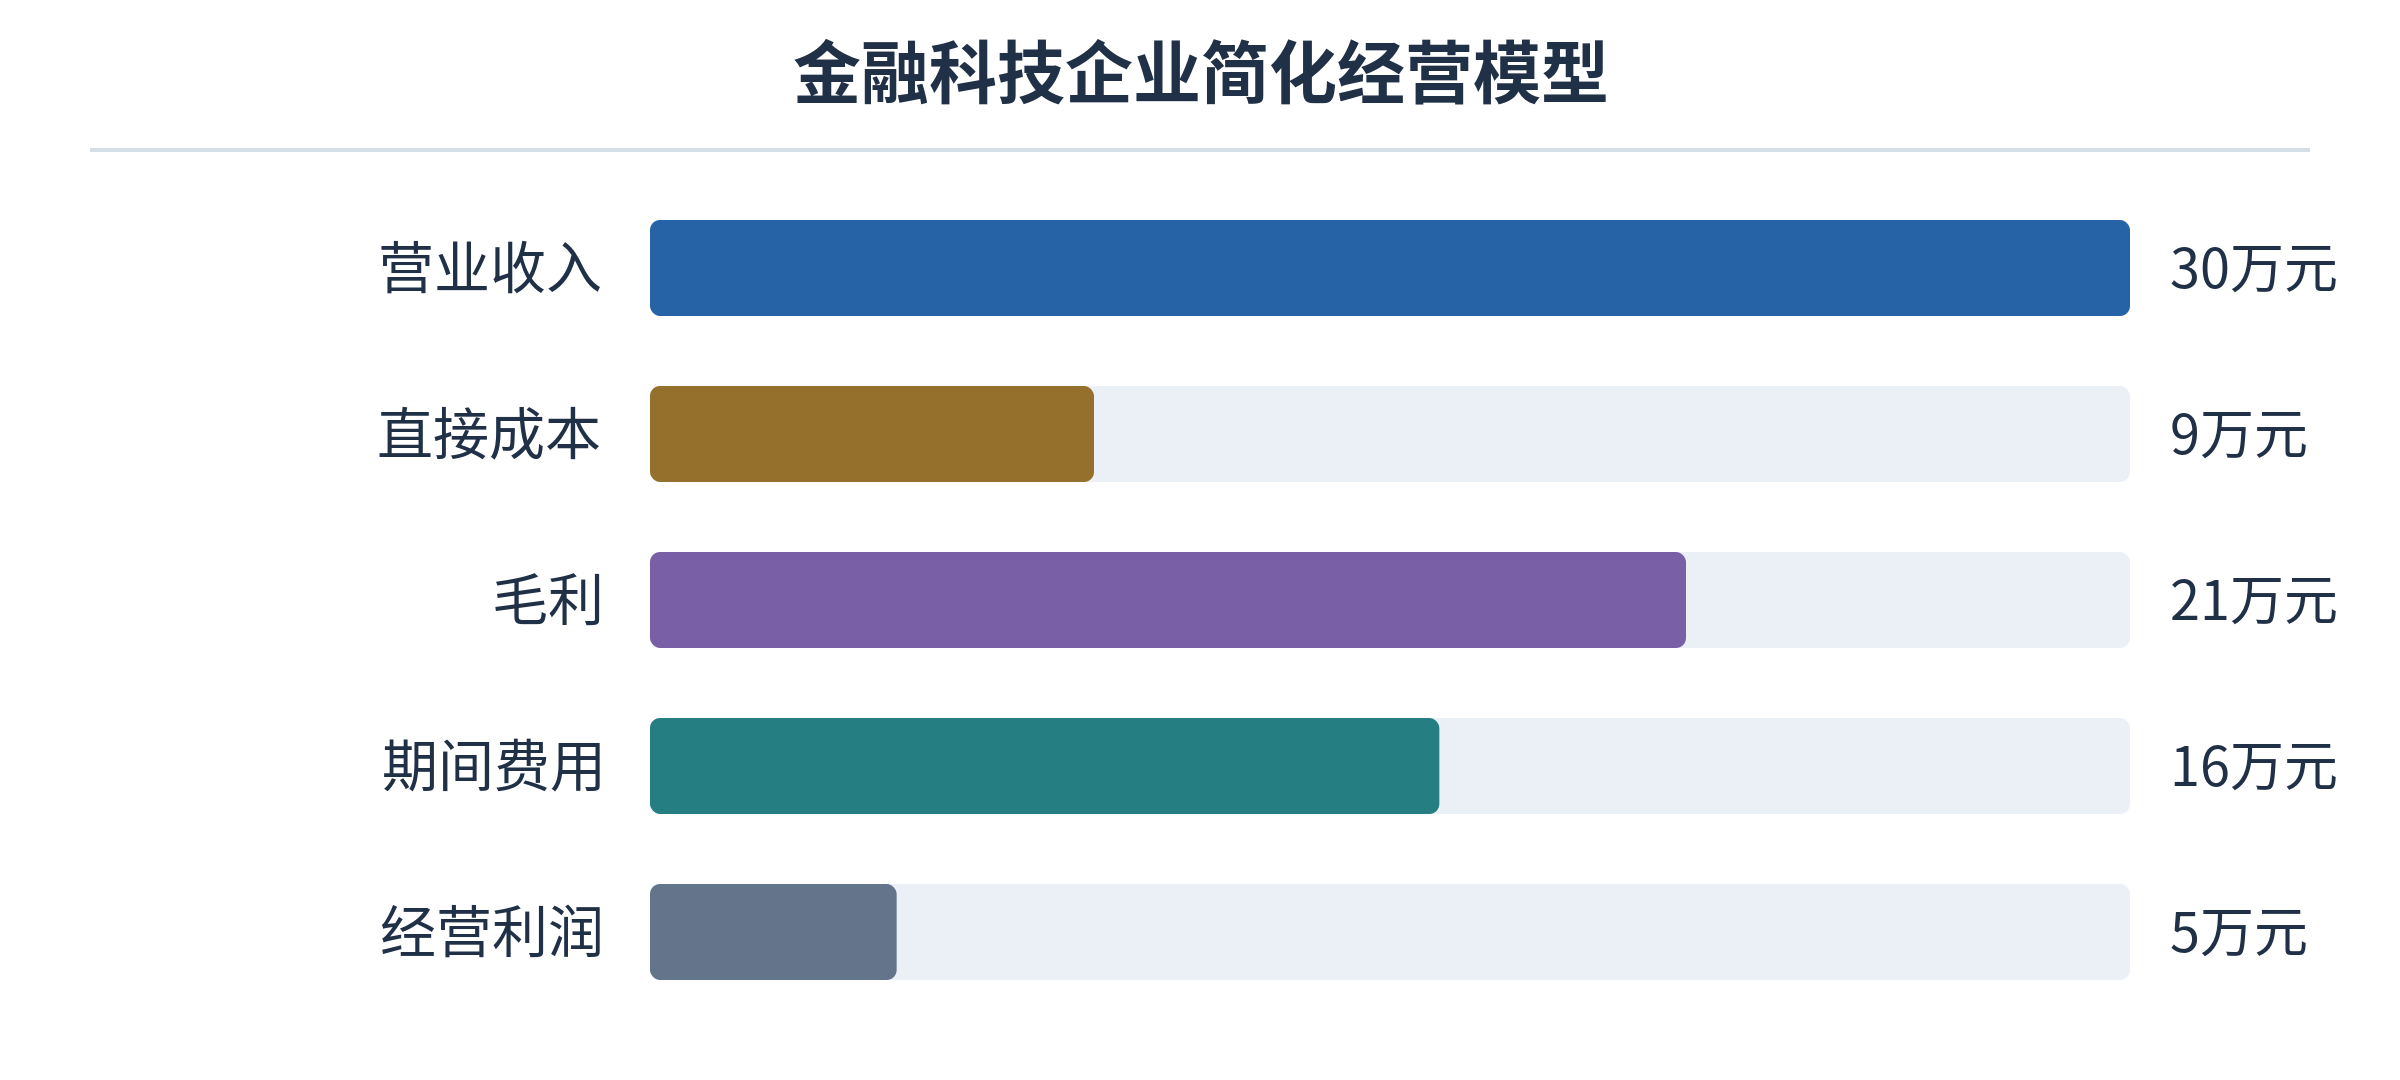 金融科技企业简化经营模型
营业收入 30万元
直接成本 9万元
毛利 21万元
期间费用 16万元
经营利润 5万元